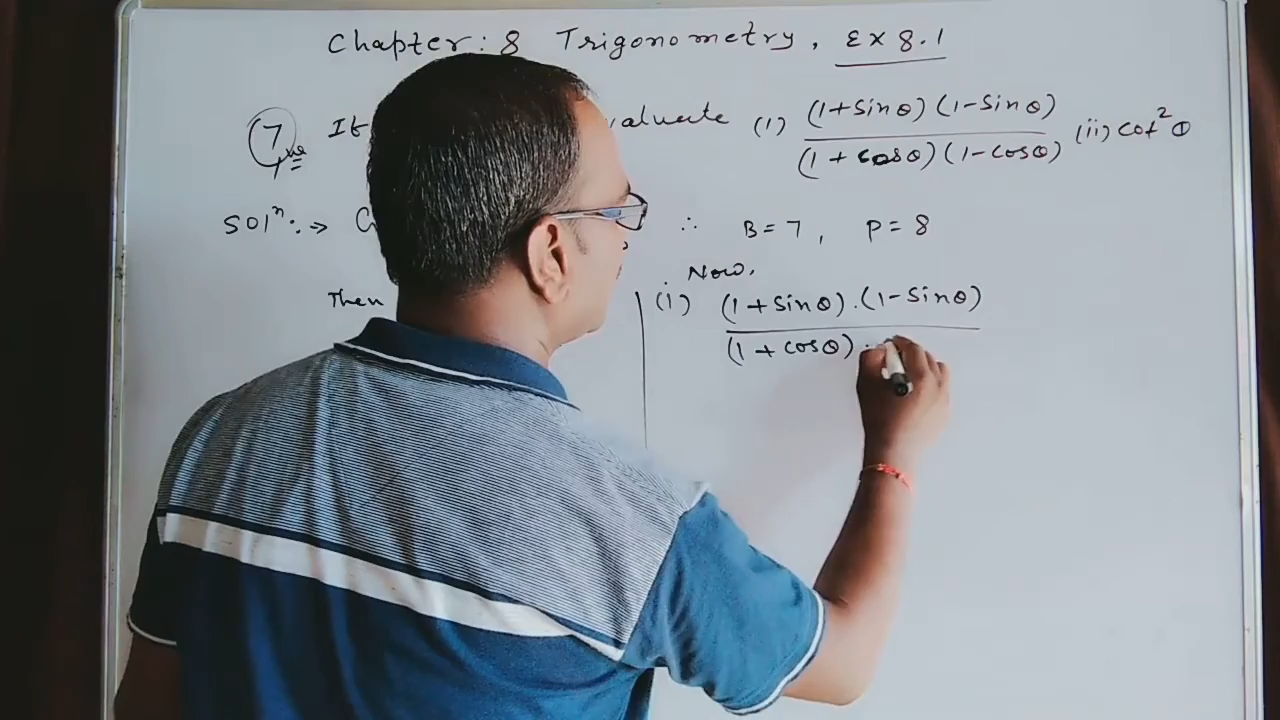 Chapter: 8 Trigonometry, Ex 8.1
7 If evaluate (i) (1+sinθ)(1-sinθ) / (1+cosθ)(1-cosθ) (ii) cot²θ
Solⁿ:→ ∴ B=7, P=8
Now,
Then (i) (1+sinθ).(1-sinθ)
(1+cosθ).